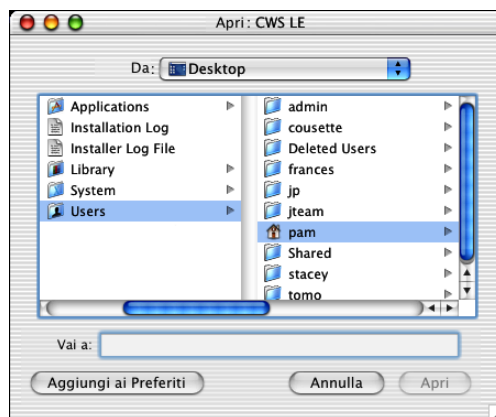 Apri: CWS LE
Da: Desktop
Applications
Installation Log
Installer Log File
Library
System
Users
admin
cousette
Deleted Users
frances
jp
jteam
pam
Shared
stacey
tomo
Vai a:
Aggiungi ai Preferiti
Annulla
Apri